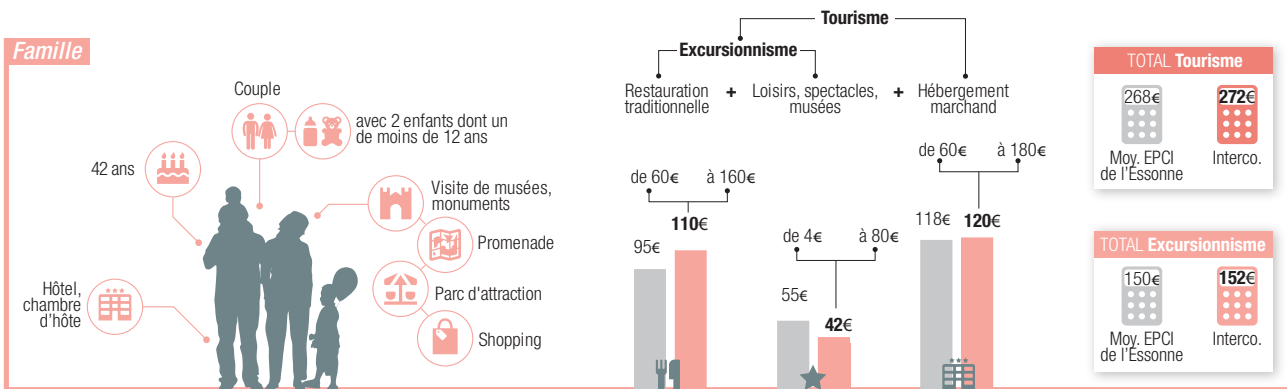 Famille
Couple
avec 2 enfants dont un
de moins de 12 ans
42 ans
Visite de musées,
monuments
Promenade
Hôtel,
chambre
d'hôte
Parc d'attraction
Shopping
Tourisme
Excursionnisme
Restauration
traditionnelle
+
Loisirs, spectacles,
musées
+
Hébergement
marchand
de 60€ à 160€
95€
110€
de 4€ à 80€
55€
42€
de 60€ à 180€
118€
120€
TOTAL Tourisme
268€
272€
Moy. EPCI
de l'Essonne
Interco.
TOTAL Excursionnisme
150€
152€
Moy. EPCI
de l'Essonne
Interco.